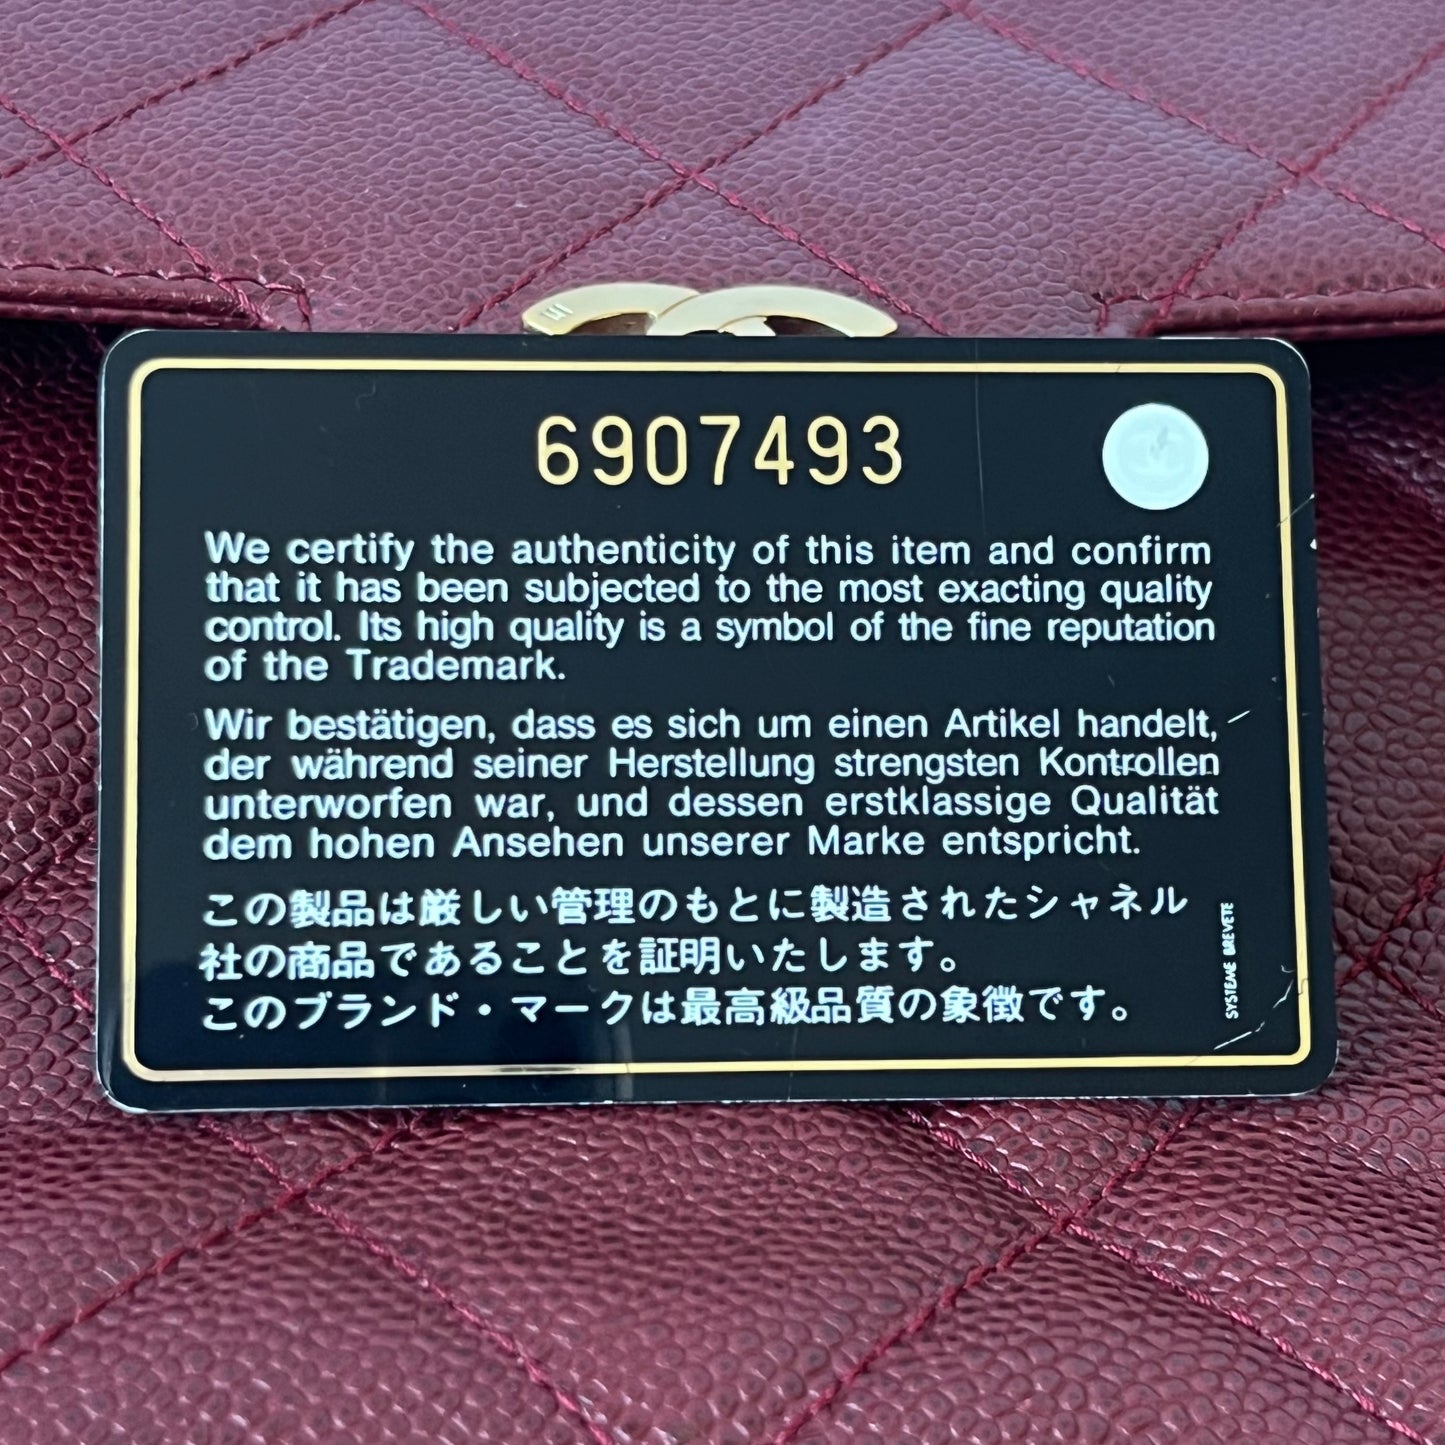 6907493
We certify the authenticity of this item and confirm
that it has been subjected to the most exacting quality
control. Its high quality is a symbol of the fine reputation
of the Trademark.
Wir bestätigen, dass es sich um einen Artikel handelt,
der während seiner Herstellung strengsten Kontrollen
unterworfen war, und dessen erstklassige Qualität
dem hohen Ansehen unserer Marke entspricht.
この製品は厳しい管理のもとに製造されたシャネル
社の商品であることを証明いたします。
このブランド・マークは最高級品質の象徴です。
SYSTEME BREVETE